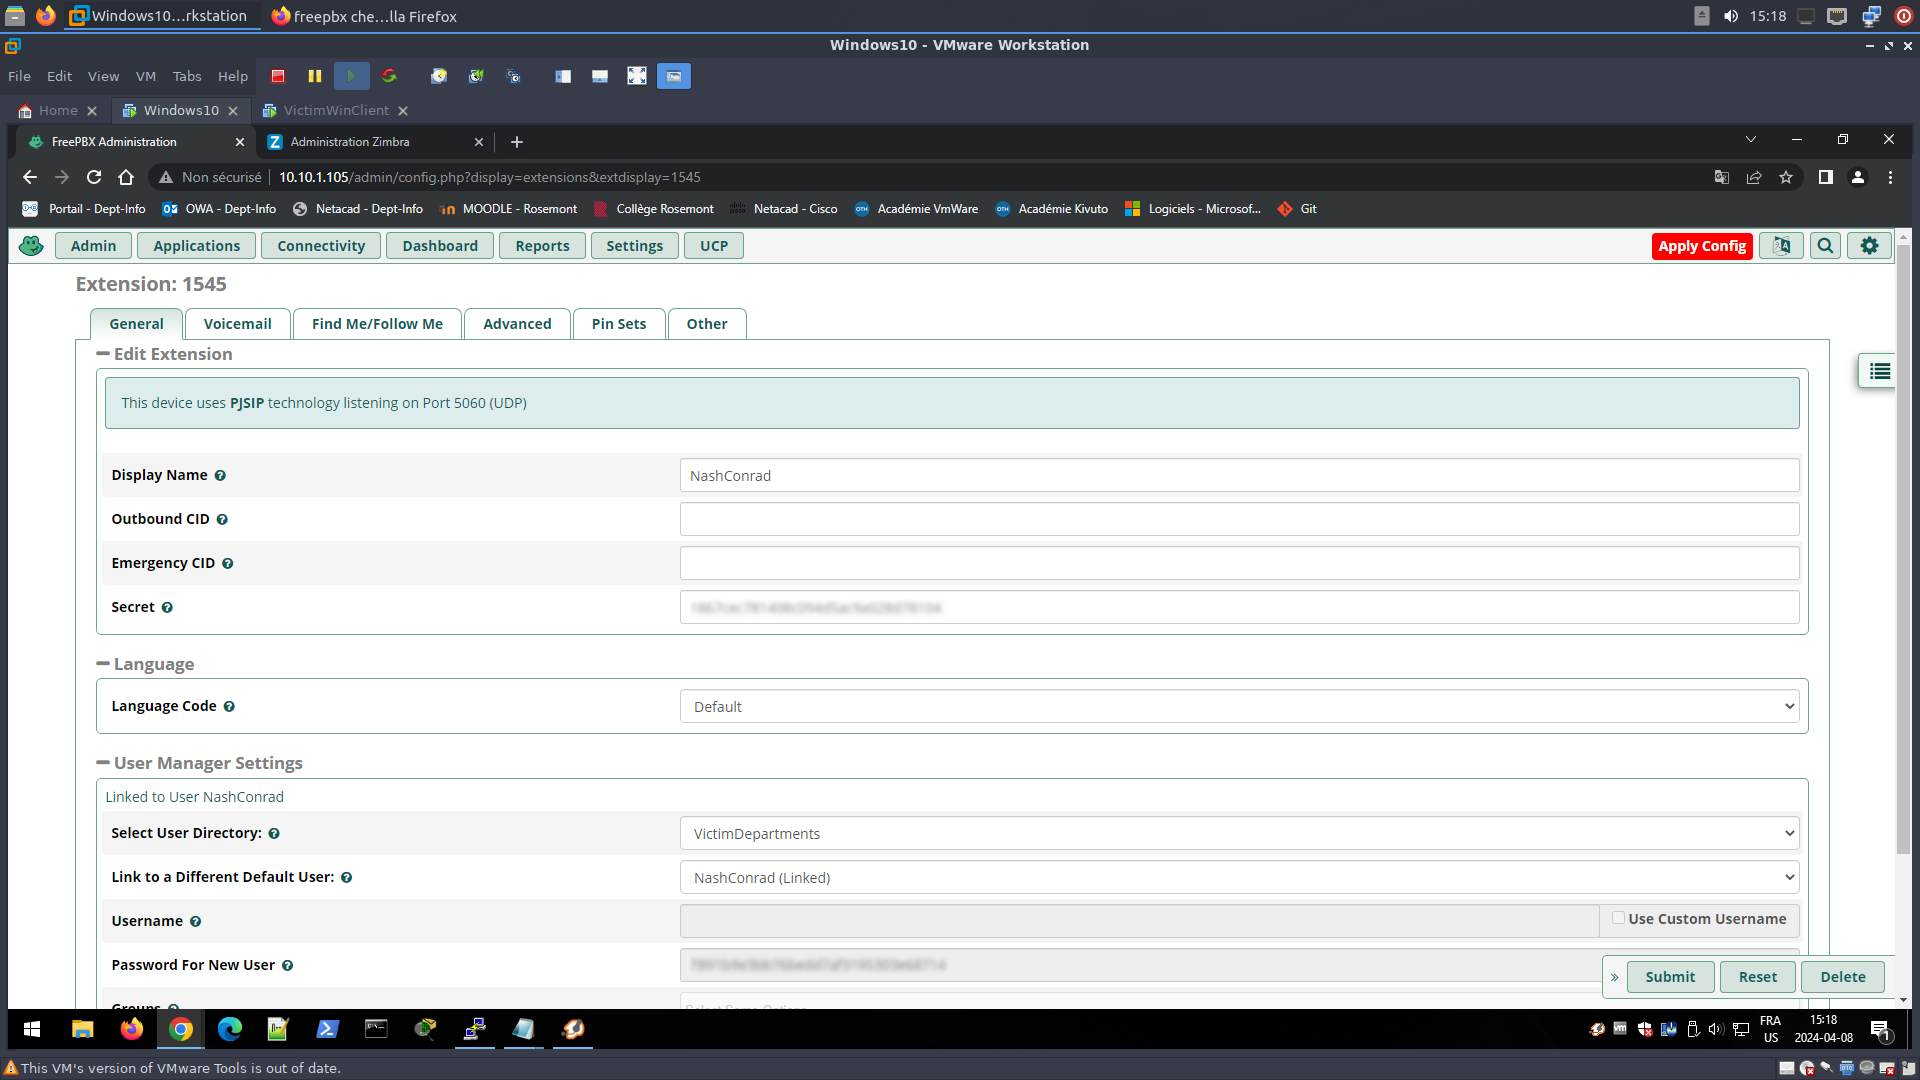 Windows10...rkstation
freepbx che...lla Firefox
15:18
Windows10 - VMware Workstation
File Edit View VM Tabs Help
Home
Windows10
VictimWinClient
FreePBX Administration
Administration Zimbra
Non sécurisé
10.10.1.105/admin/config.php?display=extensions&extdisplay=1545
Portail - Dept-Info
OWA - Dept-Info
Netacad - Dept-Info
MOODLE - Rosemont
Collège Rosemont
Netacad - Cisco
Académie VmWare
Académie Kivuto
Logiciels - Microsof...
Git
Admin
Applications
Connectivity
Dashboard
Reports
Settings
UCP
Apply Config
Extension: 1545
General
Voicemail
Find Me/Follow Me
Advanced
Pin Sets
Other
Edit Extension
This device uses PJSIP technology listening on Port 5060 (UDP)
Display Name
NashConrad
Outbound CID
Emergency CID
Secret
Language
Language Code
Default
User Manager Settings
Linked to User NashConrad
Select User Directory:
VictimDepartments
Link to a Different Default User:
NashConrad (Linked)
Username
Use Custom Username
Password For New User
Groups
Submit
Reset
Delete
FRA
US
15:18
2024-04-08
1
This VM's version of VMware Tools is out of date.